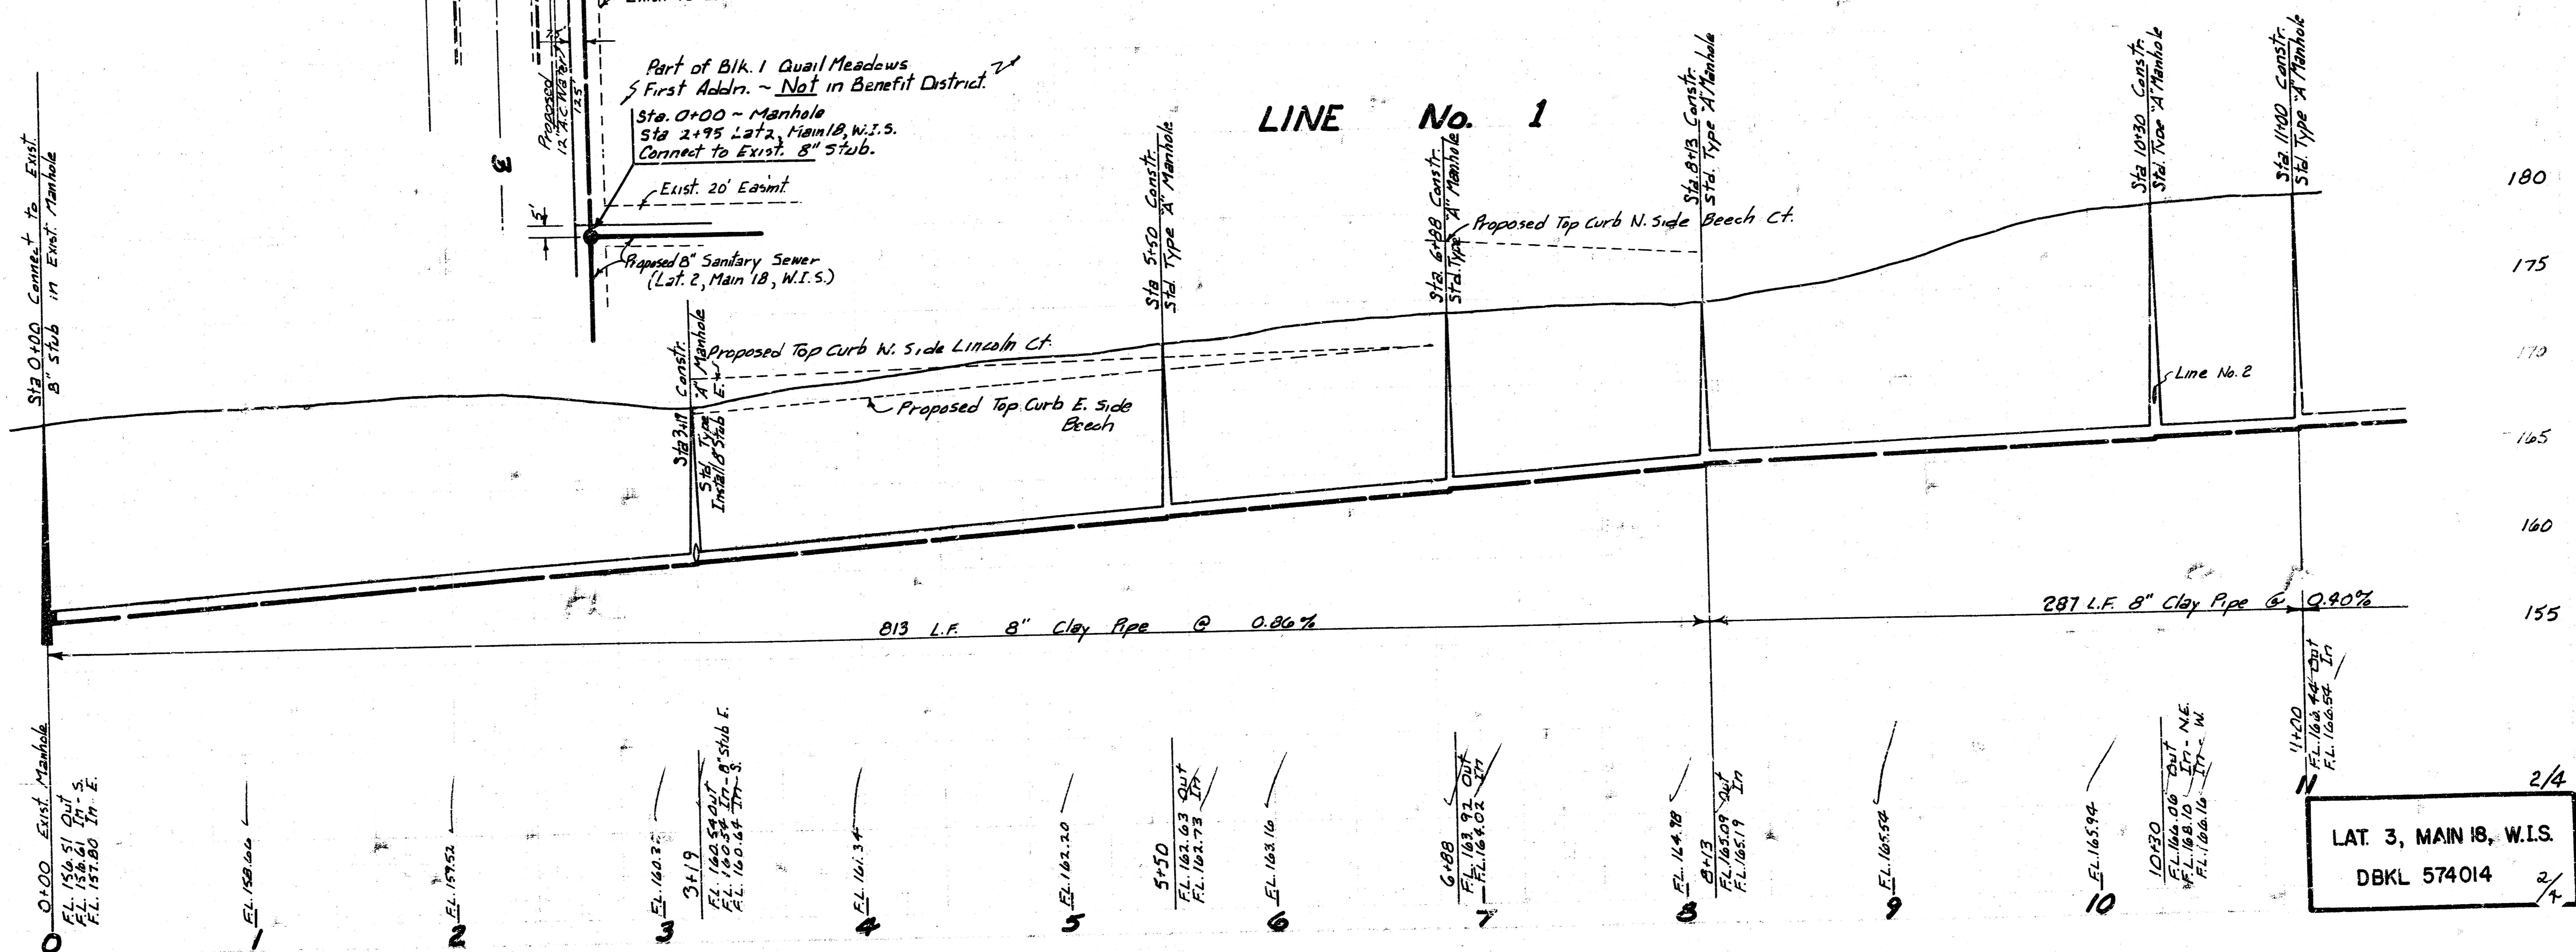 Proposed
12" A.C. Water
125'
3
Part of Blk. 1 Quail Meadows
First Addn. ~ Not in Benefit District.
Sta. 0+00 ~ Manhole
Sta 2+95 Lat 2, Main 18, W.I.S.
Connect to Exist. 8" Stub.
Exist. 20' Easmt.
5'
Proposed 8" Sanitary Sewer
(Lat. 2, Main 18, W.I.S.)
LINE No. 1
Sta 0+00 Connect to Exist
8" Stub in Exist. Manhole
Constr.
Std. Type "A" Manhole
Install 8" Stub E.
Sta 5+50 Constr.
Std. Type "A" Manhole
Sta. 6+88 Constr.
Std. Type "A" Manhole
Sta. 8+13 Constr.
Std. Type "A" Manhole
Sta 10+30 Constr.
Std. Type "A" Manhole
Sta. 11+00 Constr.
Std. Type "A" Manhole
Proposed Top Curb N. Side Beech Ct.
Proposed Top Curb W. Side Lincoln Ct.
Proposed Top Curb E. Side
Beech
Line No. 2
180
175
170
165
160
155
813 L.F. 8" Clay Pipe @ 0.86%
287 L.F. 8" Clay Pipe @ 0.40%
0+00 Exist. Manhole
F.L. 156.51 Out
F.L. 156.61 In - S.
F.L. 157.80 In E.
F.L. 158.66
F.L. 159.52
3+19
F.L. 160.54 Out
F.L. 160.54 In - 8" Stub E.
F.L. 160.64 In - S.
F.L. 161.34
F.L. 162.20
5+50
F.L. 162.63 Out
F.L. 162.73 In
F.L. 163.16
6+88
F.L. 163.92 Out
F.L. 164.02 In
F.L. 164.98
8+13
F.L. 165.09 Out
F.L. 165.19 In
F.L. 165.54
F.L. 165.94
10+30
F.L. 166.06 Out
F.L. 168.10 In - N.E.
F.L. 166.16 In - W.
11+00
F.L. 166.44 Out
F.L. 166.54 In
0 1 2 3 4 5 6 7 8 9 10 11
2/4
LAT. 3, MAIN 18, W.I.S.
DBKL 574014
2/4